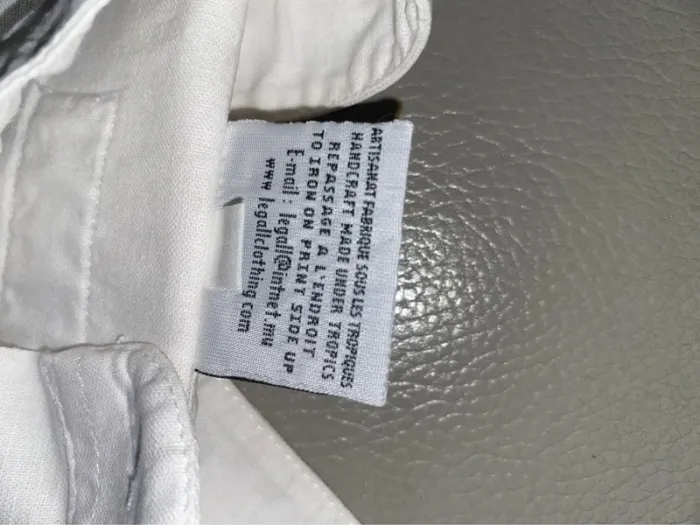 ARTISANAT FABRIQUE SOUS LES TROPIQUES
HANDCRAFT MADE UNDER TROPICS
REPASSAGE A L'ENDROIT
TO IRON ON PRINT SIDE UP
E-mail : legall@intnet.mu
www legallclothing.com